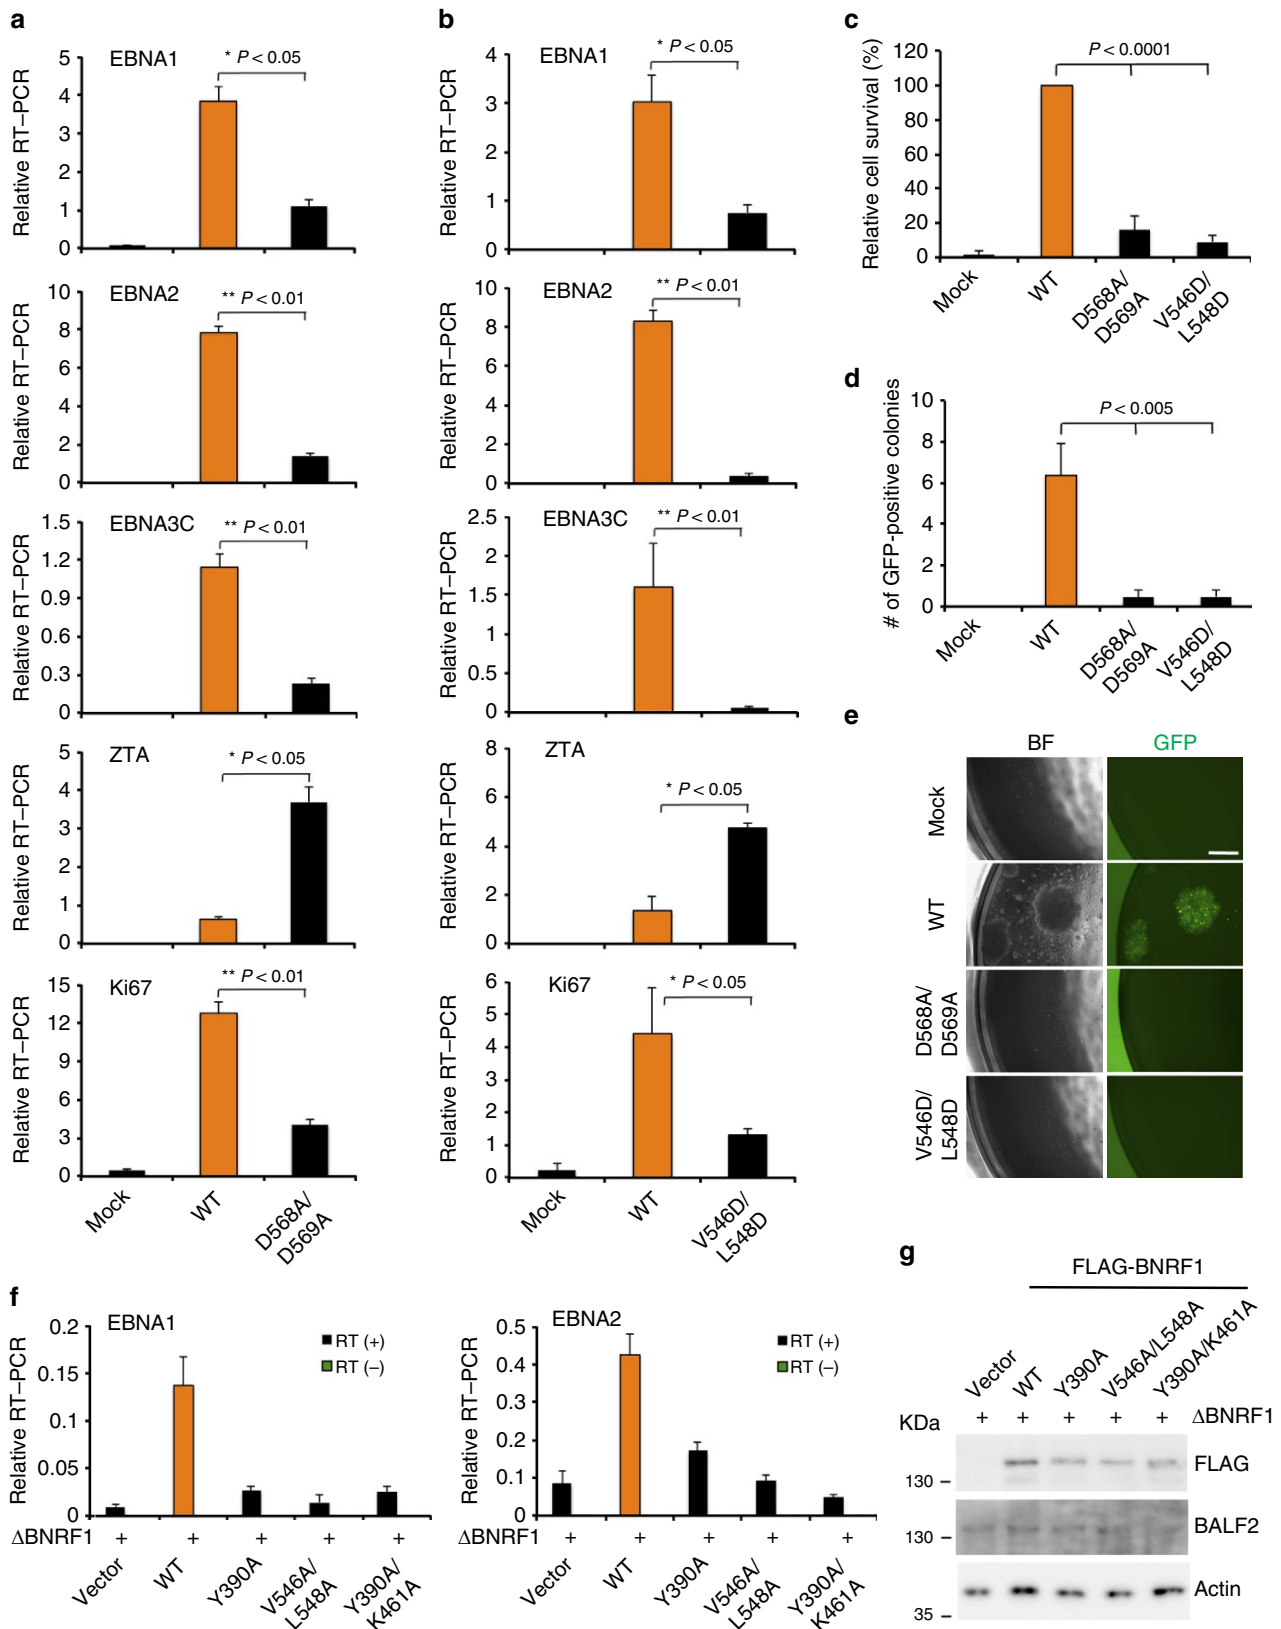 a
EBNA1
* P < 0.05
Relative RT–PCR
5
4
3
2
1
0
EBNA2
** P < 0.01
Relative RT–PCR
10
8
6
4
2
0
EBNA3C
** P < 0.01
Relative RT–PCR
1.5
1.2
0.9
0.6
0.3
0
ZTA
* P < 0.05
Relative RT–PCR
5
4
3
2
1
0
Ki67
** P < 0.01
Relative RT–PCR
15
12
9
6
3
0
Mock
WT
D568A/
D569A
b
EBNA1
* P < 0.05
Relative RT–PCR
4
3
2
1
0
EBNA2
** P < 0.01
Relative RT–PCR
10
8
6
4
2
0
EBNA3C
** P < 0.01
Relative RT–PCR
2.5
2
1.5
1
0.5
0
ZTA
* P < 0.05
Relative RT–PCR
8
6
4
2
0
Ki67
* P < 0.05
Relative RT–PCR
6
5
4
3
2
1
0
Mock
WT
V546D/
L548D
c
P < 0.0001
Relative cell survival (%)
120
100
80
60
40
20
0
Mock
WT
D568A/
D569A
V546D/
L548D
d
P < 0.005
# of GFP-positive colonies
10
8
6
4
2
0
Mock
WT
D568A/
D569A
V546D/
L548D
e
BF
GFP
Mock
WT
D568A/
D569A
V546D/
L548D
f
EBNA1
RT (+)
RT (–)
Relative RT–PCR
0.2
0.15
0.1
0.05
0
ΔBNRF1 + + + + +
Vector
WT
Y390A
V546A/
L548A
Y390A/
K461A
EBNA2
RT (+)
RT (–)
Relative RT–PCR
0.5
0.4
0.3
0.2
0.1
0
ΔBNRF1 + + + + +
Vector
WT
Y390A
V546A/
L548A
Y390A/
K461A
g
FLAG-BNRF1
Vector
WT
Y390A
V546A/L548A
Y390A/K461A
KDa
+ + + + + ΔBNRF1
FLAG
130
BALF2
130
Actin
35